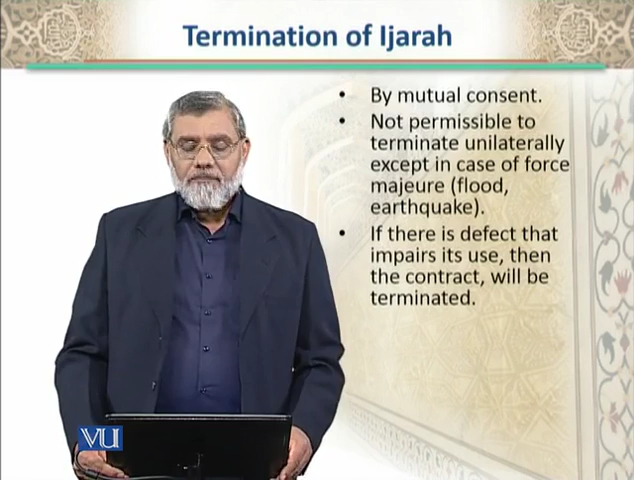 Termination of Ijarah
• By mutual consent.
• Not permissible to
terminate unilaterally
except in case of force
majeure (flood,
earthquake).
• If there is defect that
impairs its use, then
the contract, will be
terminated.
VU